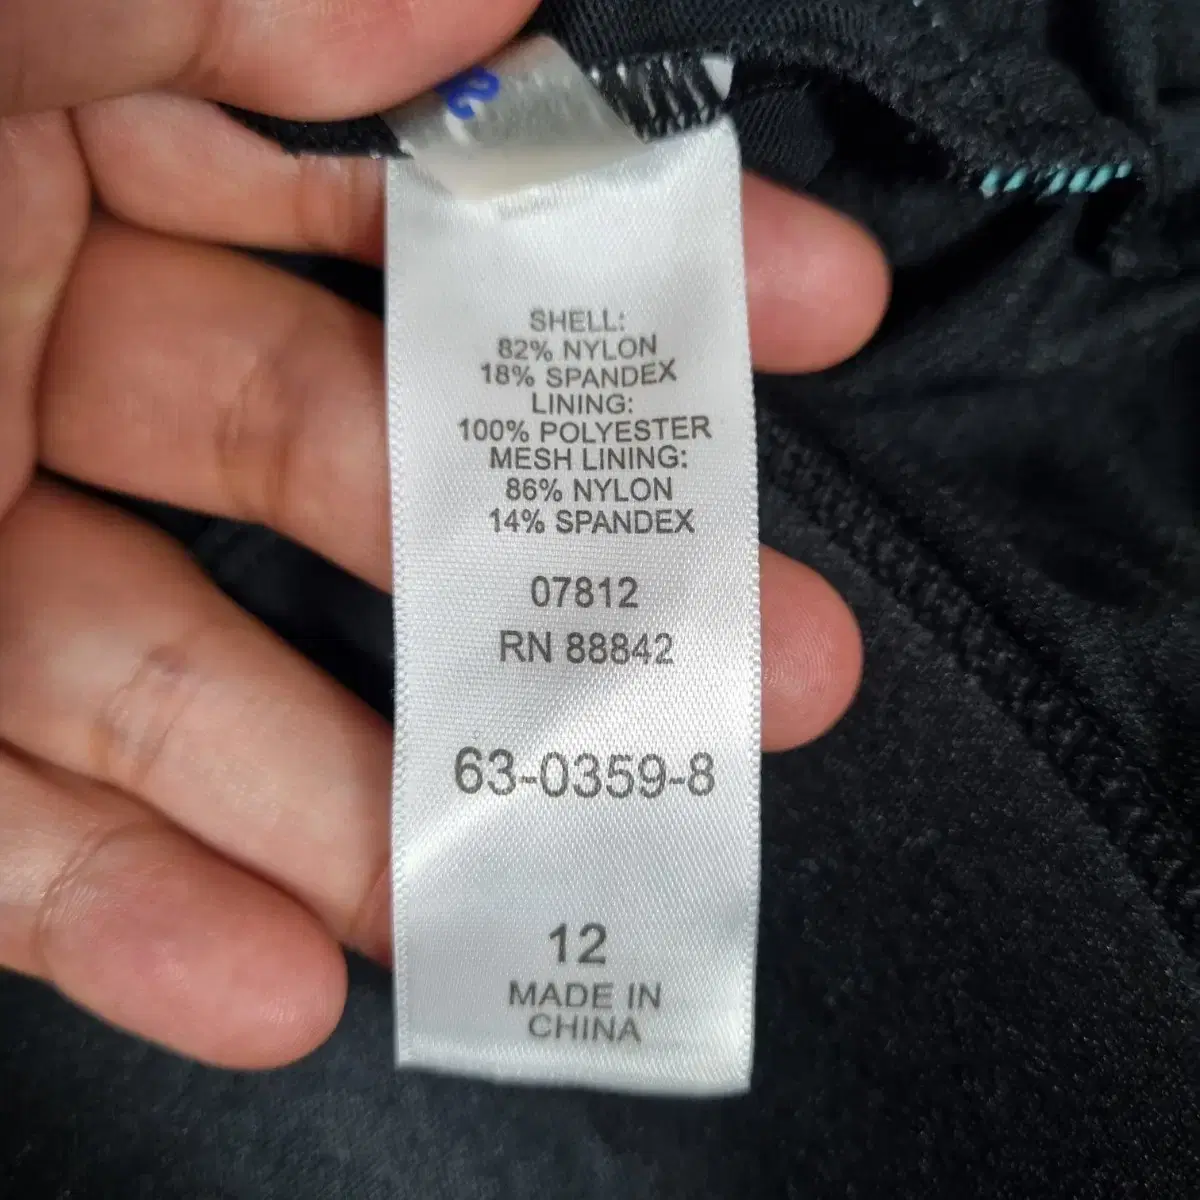 SHELL:
82% NYLON
18% SPANDEX
LINING:
100% POLYESTER
MESH LINING:
86% NYLON
14% SPANDEX
07812
RN 88842
63-0359-8
12
MADE IN
CHINA